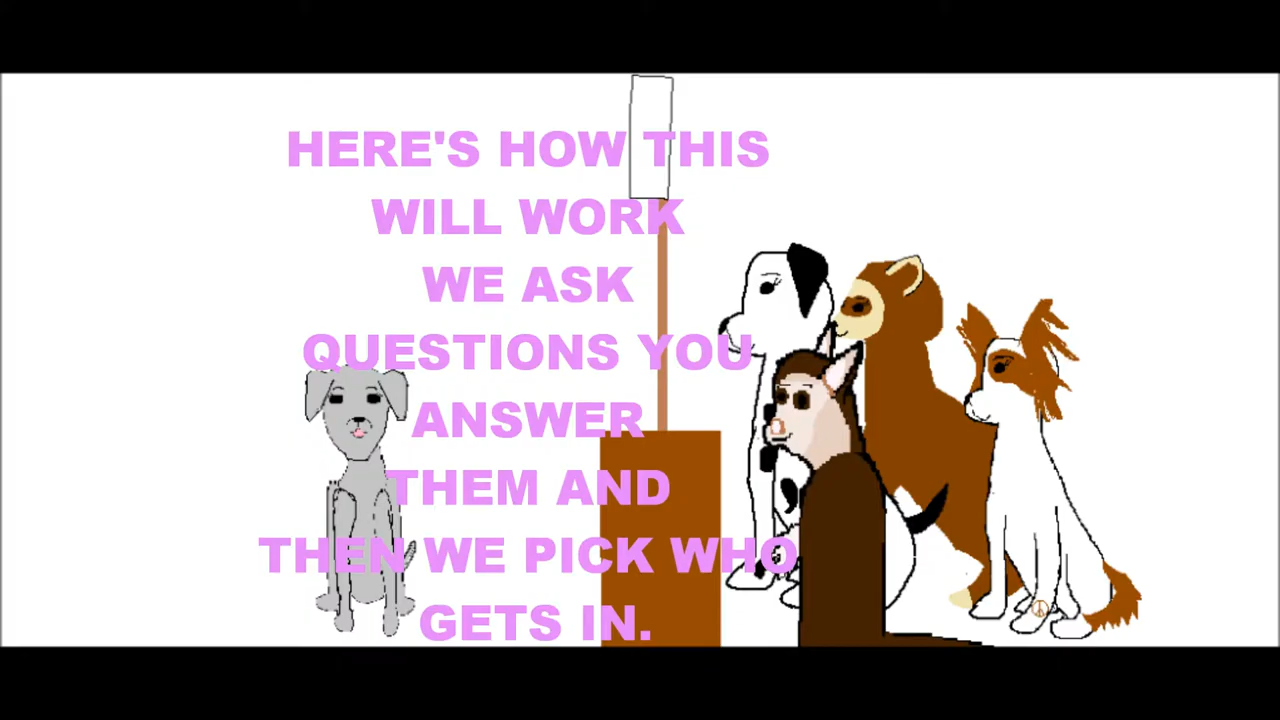 HERE'S HOW THIS
WILL WORK
WE ASK
QUESTIONS YOU
ANSWER
THEM AND
THEN WE PICK WHO
GETS IN.